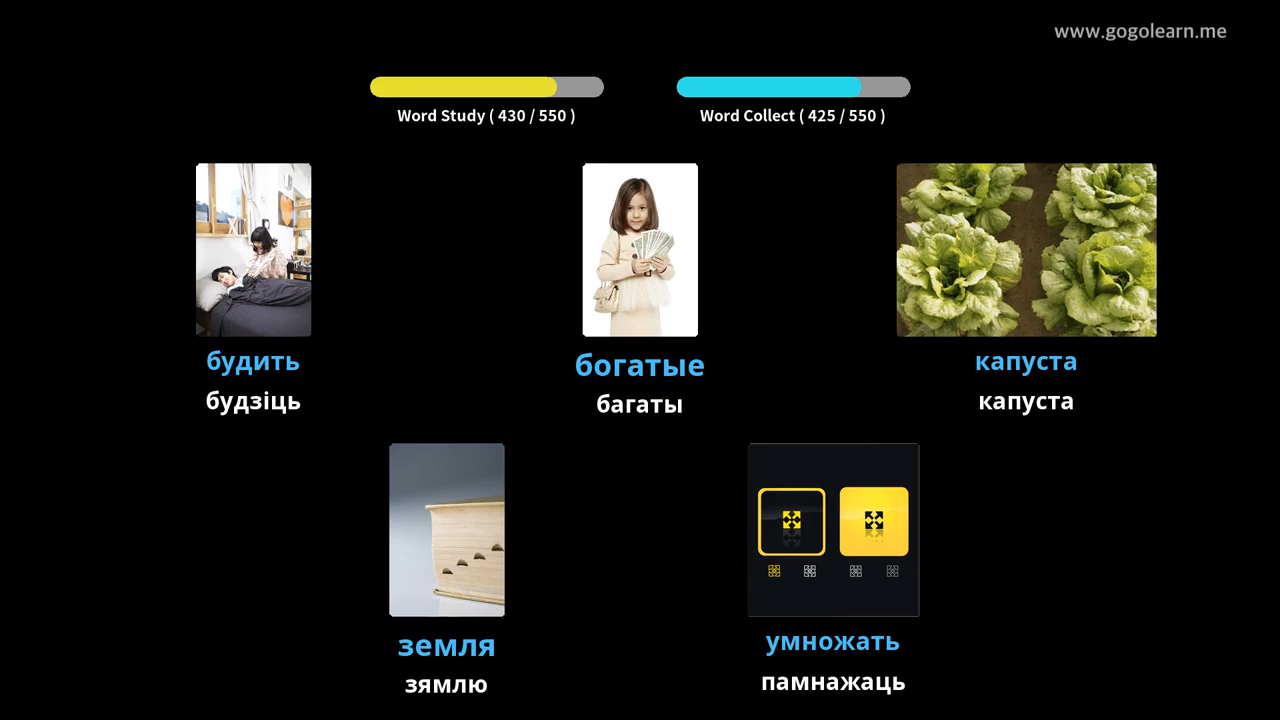 www.gogolearn.me
Word Study ( 430 / 550 )
Word Collect ( 425 / 550 )
будить
будзіць
богатые
багаты
капуста
капуста
земля
зямлю
умножать
памнажаць